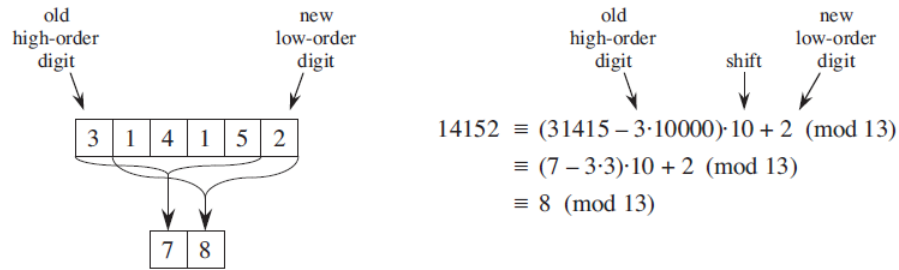 old
high-order
digit
new
low-order
digit
3 1 4 1 5 2
7 8
old
high-order
digit
shift
new
low-order
digit
14152 ≡ (31415 – 3·10000)·10 + 2 (mod 13)
≡ (7 – 3·3)·10 + 2 (mod 13)
≡ 8 (mod 13)